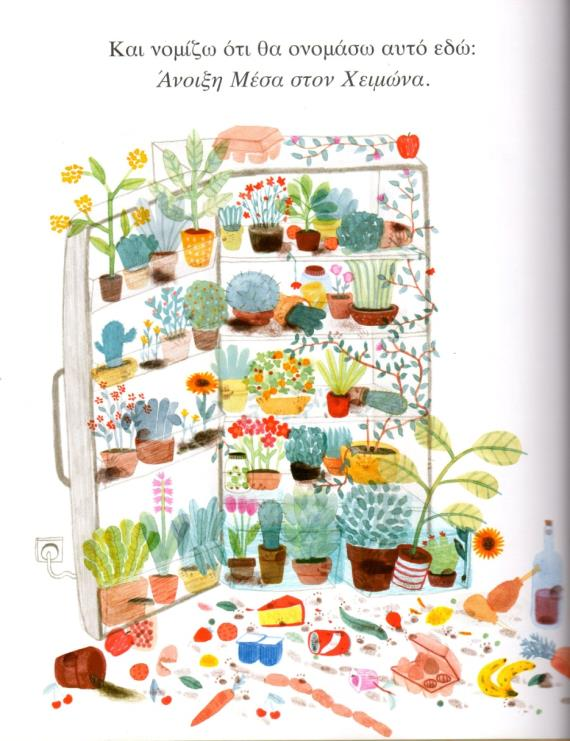 Και νομίζω ότι θα ονομάσω αυτό εδώ:
Άνοιξη Μέσα στον Χειμώνα.